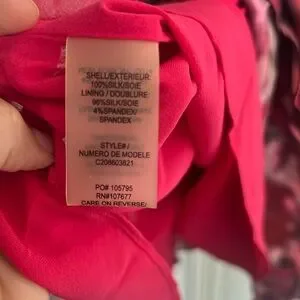 SHELL/EXTERIEUR
100%SILK/SOIE
LINING / DOUBLURE:
96%SILK/SOIE
4%SPANDEX/
SPANDEX
STYLE#/
NUMERO DE MODELE
C208603821
PO# 105795
RN#107677
CARE ON REVERSE/